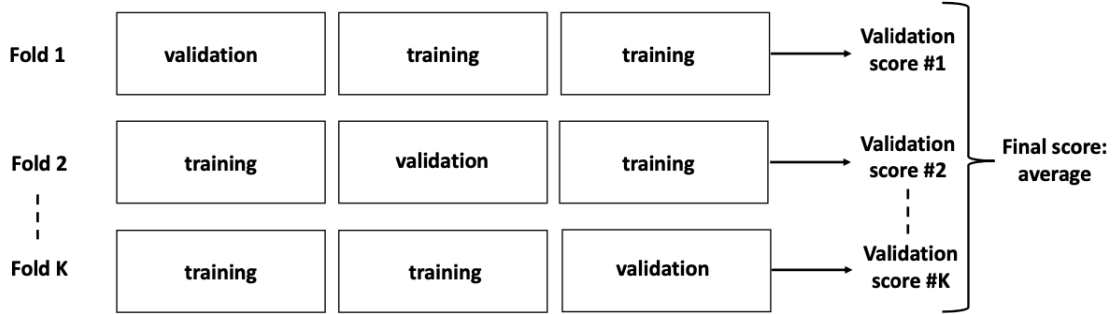 Fold 1
validation
training
training
Validation
score #1
Fold 2
training
validation
training
Validation
score #2
Final score:
average
Fold K
training
training
validation
Validation
score #K